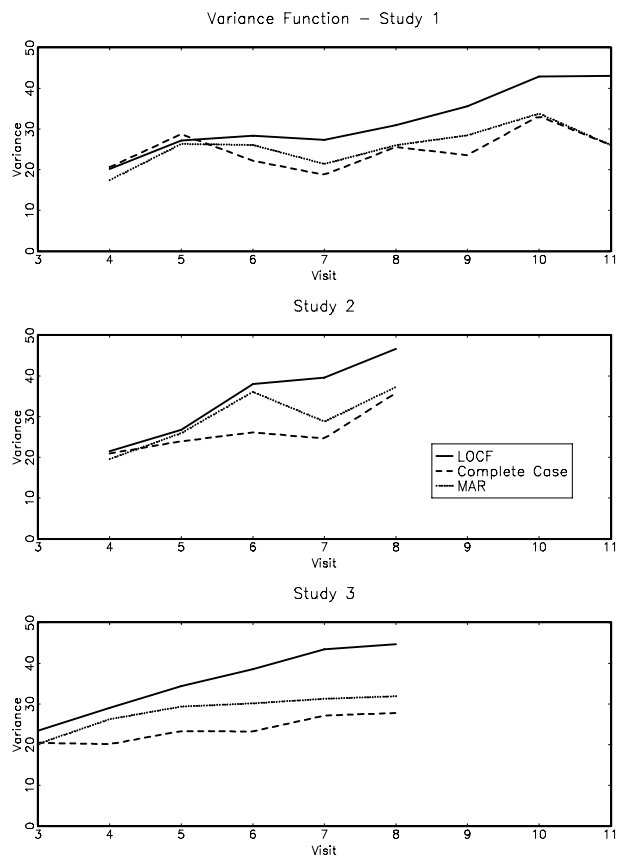 Variance Function – Study 1
Variance
0 10 20 30 40 50
3 4 5 6 7 8 9 10 11
Visit
Study 2
Variance
0 10 20 30 40 50
LOCF
Complete Case
MAR
3 4 5 6 7 8 9 10 11
Visit
Study 3
Variance
0 10 20 30 40 50
3 4 5 6 7 8 9 10 11
Visit